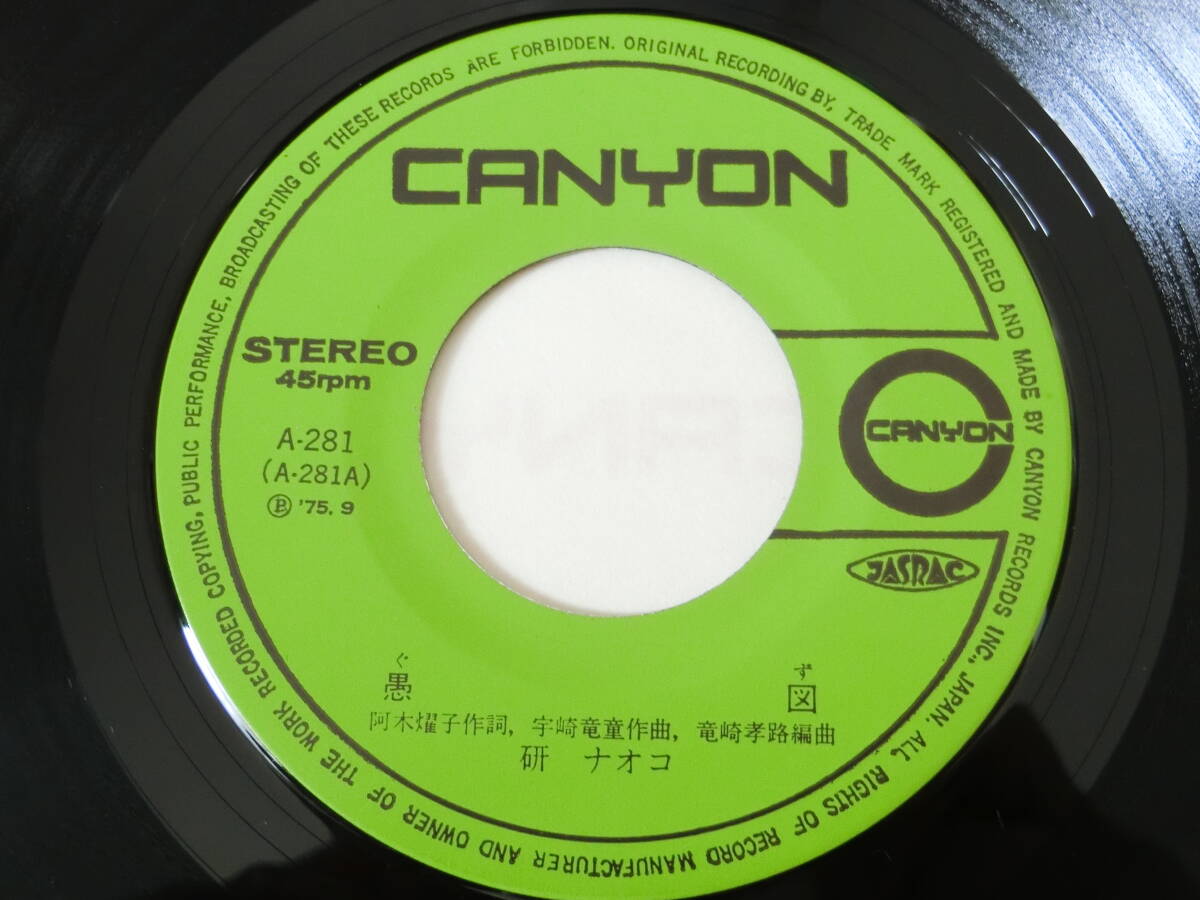 COPYING, PUBLIC PERFORMANCE, BROADCASTING OF THESE RECORDS ARE FORBIDDEN. ORIGINAL RECORDING BY, TRADE MARK REGISTERED AND MADE BY CANYON RECORDS INC., JAPAN. ALL RIGHTS OF RECORD MANUFACTURER AND OWNER OF THE WORK RECORDED
CANYON
STEREO
45rpm
CANYON
A-281
(A-281A)
Ⓟ '75. 9
JASRAC
ぐ ず
愚 図
阿木燿子作詞, 宇崎竜童作曲, 竜崎孝路編曲
研 ナオコ